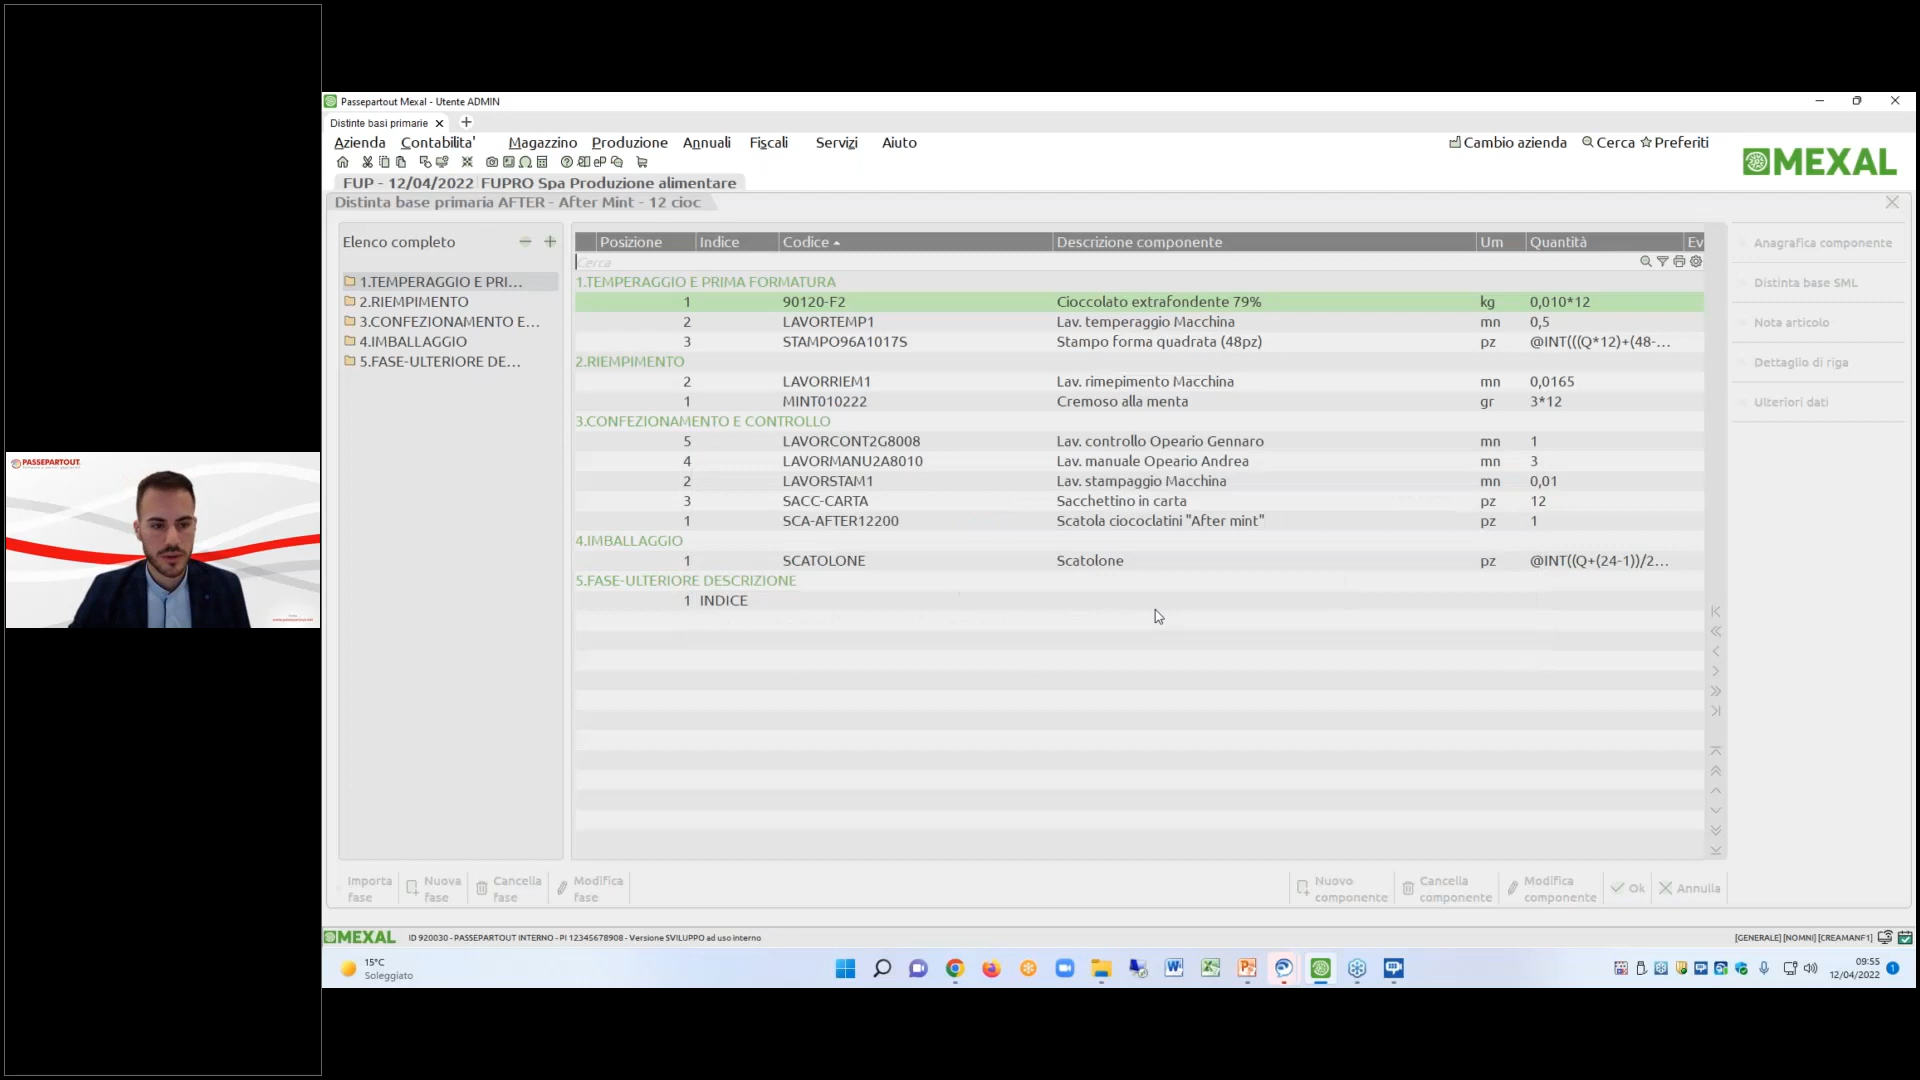 Passepartout Mexal - Utente ADMIN
Distinte basi primarie
Azienda Contabilita' Magazzino Produzione Annuali Fiscali Servizi Aiuto
Cambio azienda Cerca Preferiti
MEXAL
FUP - 12/04/2022 FUPRO Spa Produzione alimentare
Distinta base primaria AFTER - After Mint - 12 cioc
Elenco completo
1.TEMPERAGGIO E PRI...
2.RIEMPIMENTO
3.CONFEZIONAMENTO E...
4.IMBALLAGGIO
5.FASE-ULTERIORE DE...
Posizione Indice Codice Descrizione componente Um Quantità Ev
Cerca
1.TEMPERAGGIO E PRIMA FORMATURA
1 90120-F2 Cioccolato extrafondente 79% kg 0,010*12
2 LAVORTEMP1 Lav. temperaggio Macchina mn 0,5
3 STAMPO96A1017S Stampo forma quadrata (48pz) pz @INT(((Q*12)+(48-...
2.RIEMPIMENTO
2 LAVORRIEM1 Lav. rimepimento Macchina mn 0,0165
1 MINT010222 Cremoso alla menta gr 3*12
3.CONFEZIONAMENTO E CONTROLLO
5 LAVORCONT2G8008 Lav. controllo Opeario Gennaro mn 1
4 LAVORMANU2A8010 Lav. manuale Opeario Andrea mn 3
2 LAVORSTAM1 Lav. stampaggio Macchina mn 0,01
3 SACC-CARTA Sacchettino in carta pz 12
1 SCA-AFTER12200 Scatola ciococlatini "After mint" pz 1
4.IMBALLAGGIO
1 SCATOLONE Scatolone pz @INT((Q+(24-1))/2...
5.FASE-ULTERIORE DESCRIZIONE
1 INDICE
Anagrafica componente
Distinta base SML
Nota articolo
Dettaglio di riga
Ulteriori dati
PASSEPARTOUT
Importa fase
Nuova fase
Cancella fase
Modifica fase
Nuovo componente
Cancella componente
Modifica componente
Ok
Annulla
MEXAL ID 920030 - PASSEPARTOUT INTERNO - PI 12345678908 - Versione SVILUPPO ad uso interno
[GENERALE] [NOMNI] [CREAMANF1]
15°C
Soleggiato
09:55
12/04/2022
1